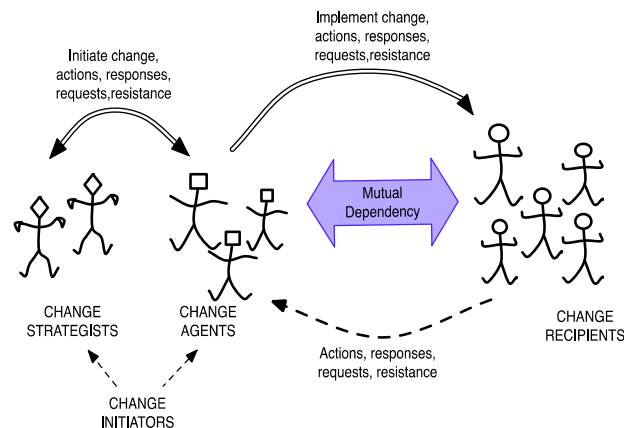 Initiate change,
actions, responses,
requests,resistance
Implement change,
actions, responses,
requests,resistance
Mutual
Dependency
CHANGE
STRATEGISTS
CHANGE
AGENTS
CHANGE
RECIPIENTS
Actions, responses,
requests, resistance
CHANGE
INITIATORS